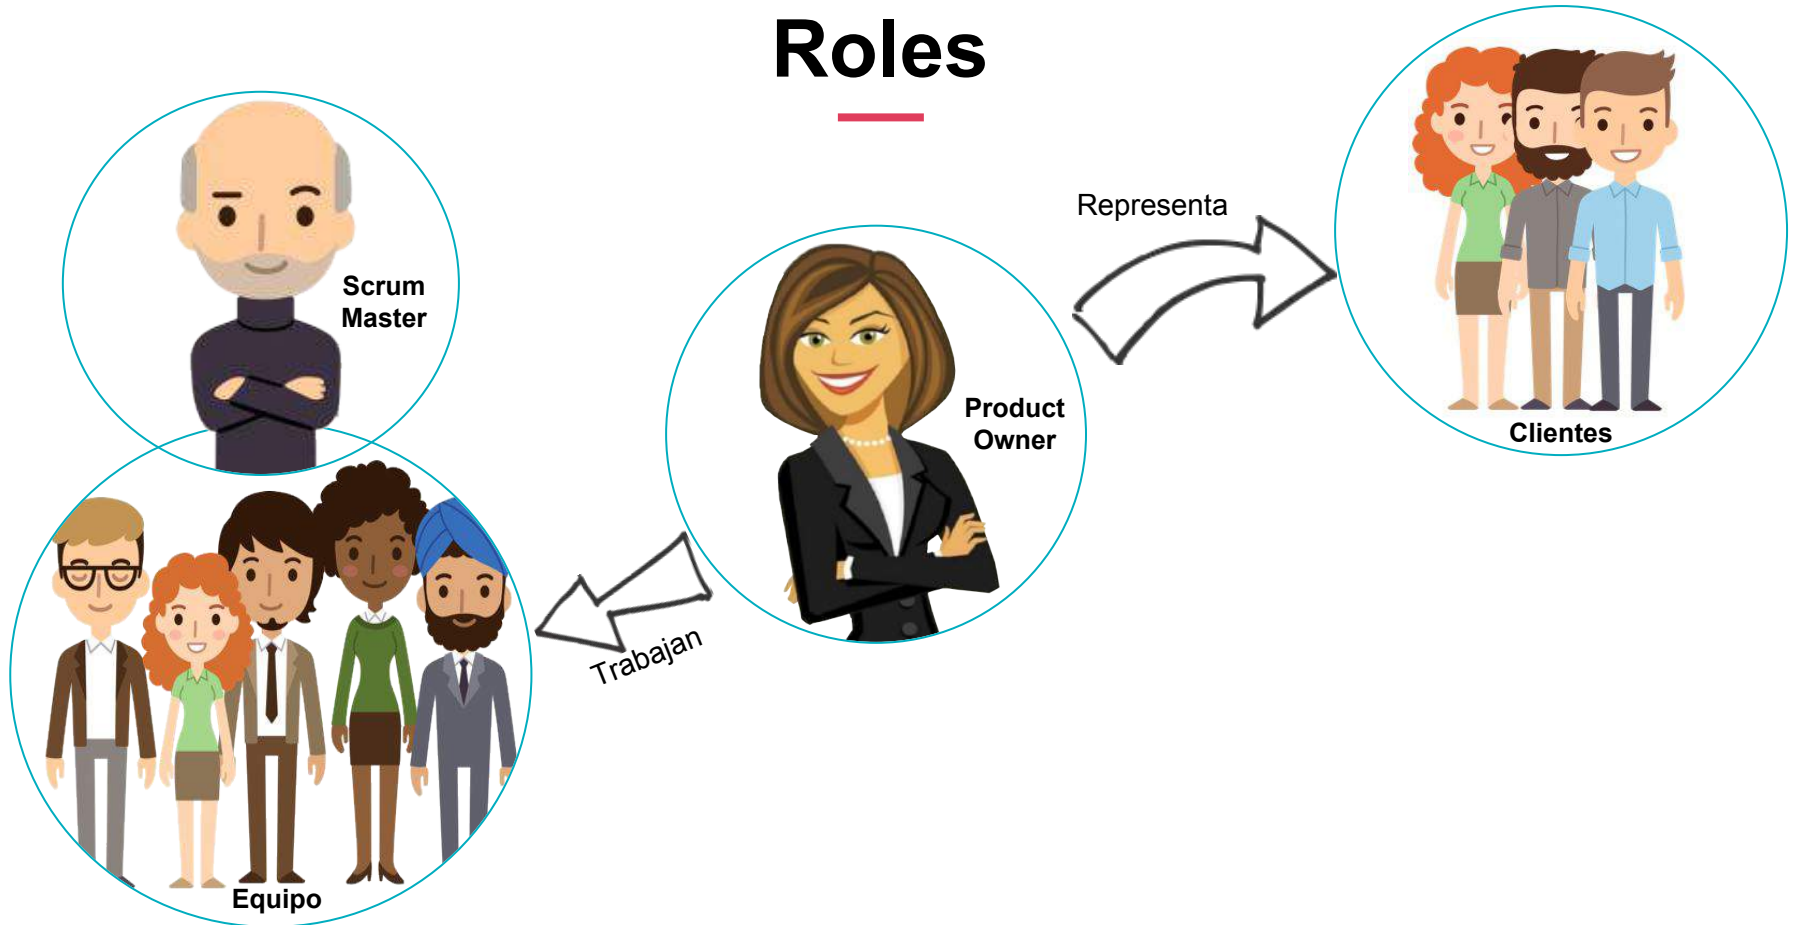 Roles
Representa
Scrum
Master
Product
Owner
Clientes
Trabajan
Equipo